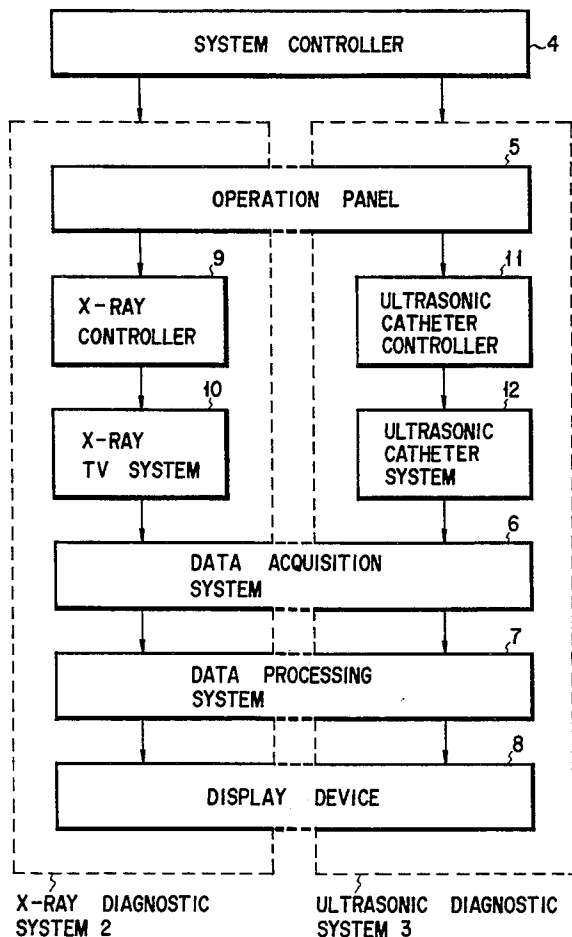 SYSTEM CONTROLLER
4
5
OPERATION PANEL
9
X-RAY
CONTROLLER
11
ULTRASONIC
CATHETER
CONTROLLER
10
X-RAY
TV SYSTEM
12
ULTRASONIC
CATHETER
SYSTEM
6
DATA ACQUISITION
SYSTEM
7
DATA PROCESSING
SYSTEM
8
DISPLAY DEVICE
X-RAY DIAGNOSTIC
SYSTEM 2
ULTRASONIC DIAGNOSTIC
SYSTEM 3